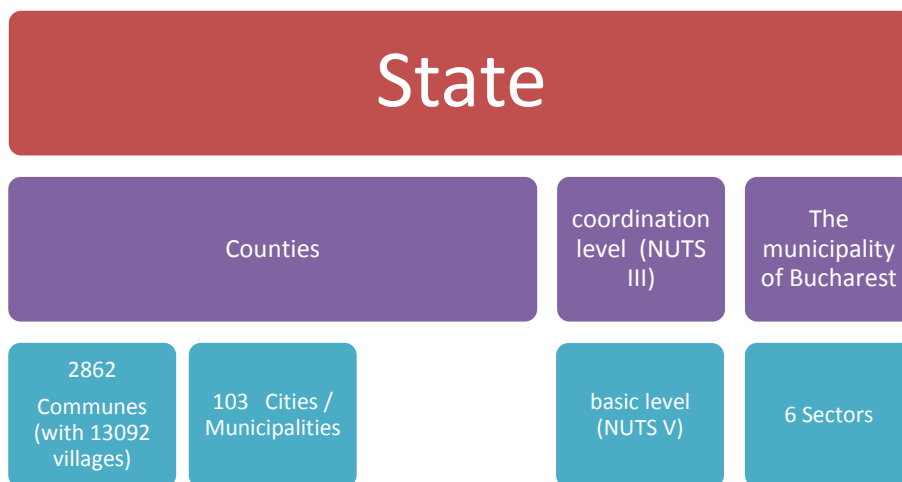 State
Counties
coordination
level (NUTS
III)
The
municipality
of Bucharest
2862
Communes
(with 13092
villages)
103 Cities /
Municipalities
basic level
(NUTS V)
6 Sectors